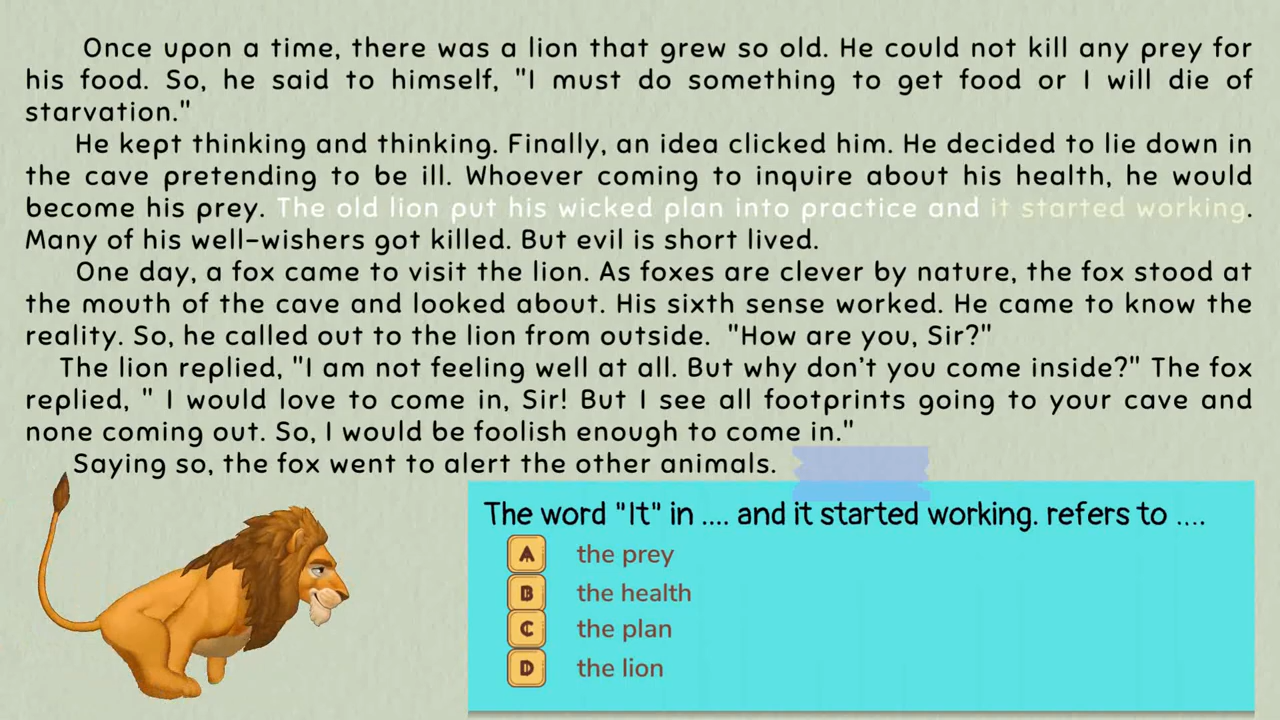 Once upon a time, there was a lion that grew so old. He could not kill any prey for
his food. So, he said to himself, "I must do something to get food or I will die of
starvation."
He kept thinking and thinking. Finally, an idea clicked him. He decided to lie down in
the cave pretending to be ill. Whoever coming to inquire about his health, he would
become his prey. The old lion put his wicked plan into practice and it started working.
Many of his well-wishers got killed. But evil is short lived.
One day, a fox came to visit the lion. As foxes are clever by nature, the fox stood at
the mouth of the cave and looked about. His sixth sense worked. He came to know the
reality. So, he called out to the lion from outside. "How are you, Sir?"
The lion replied, "I am not feeling well at all. But why don't you come inside?" The fox
replied, " I would love to come in, Sir! But I see all footprints going to your cave and
none coming out. So, I would be foolish enough to come in."
Saying so, the fox went to alert the other animals.
The word "It" in .... and it started working. refers to ....
A the prey
B the health
C the plan
D the lion